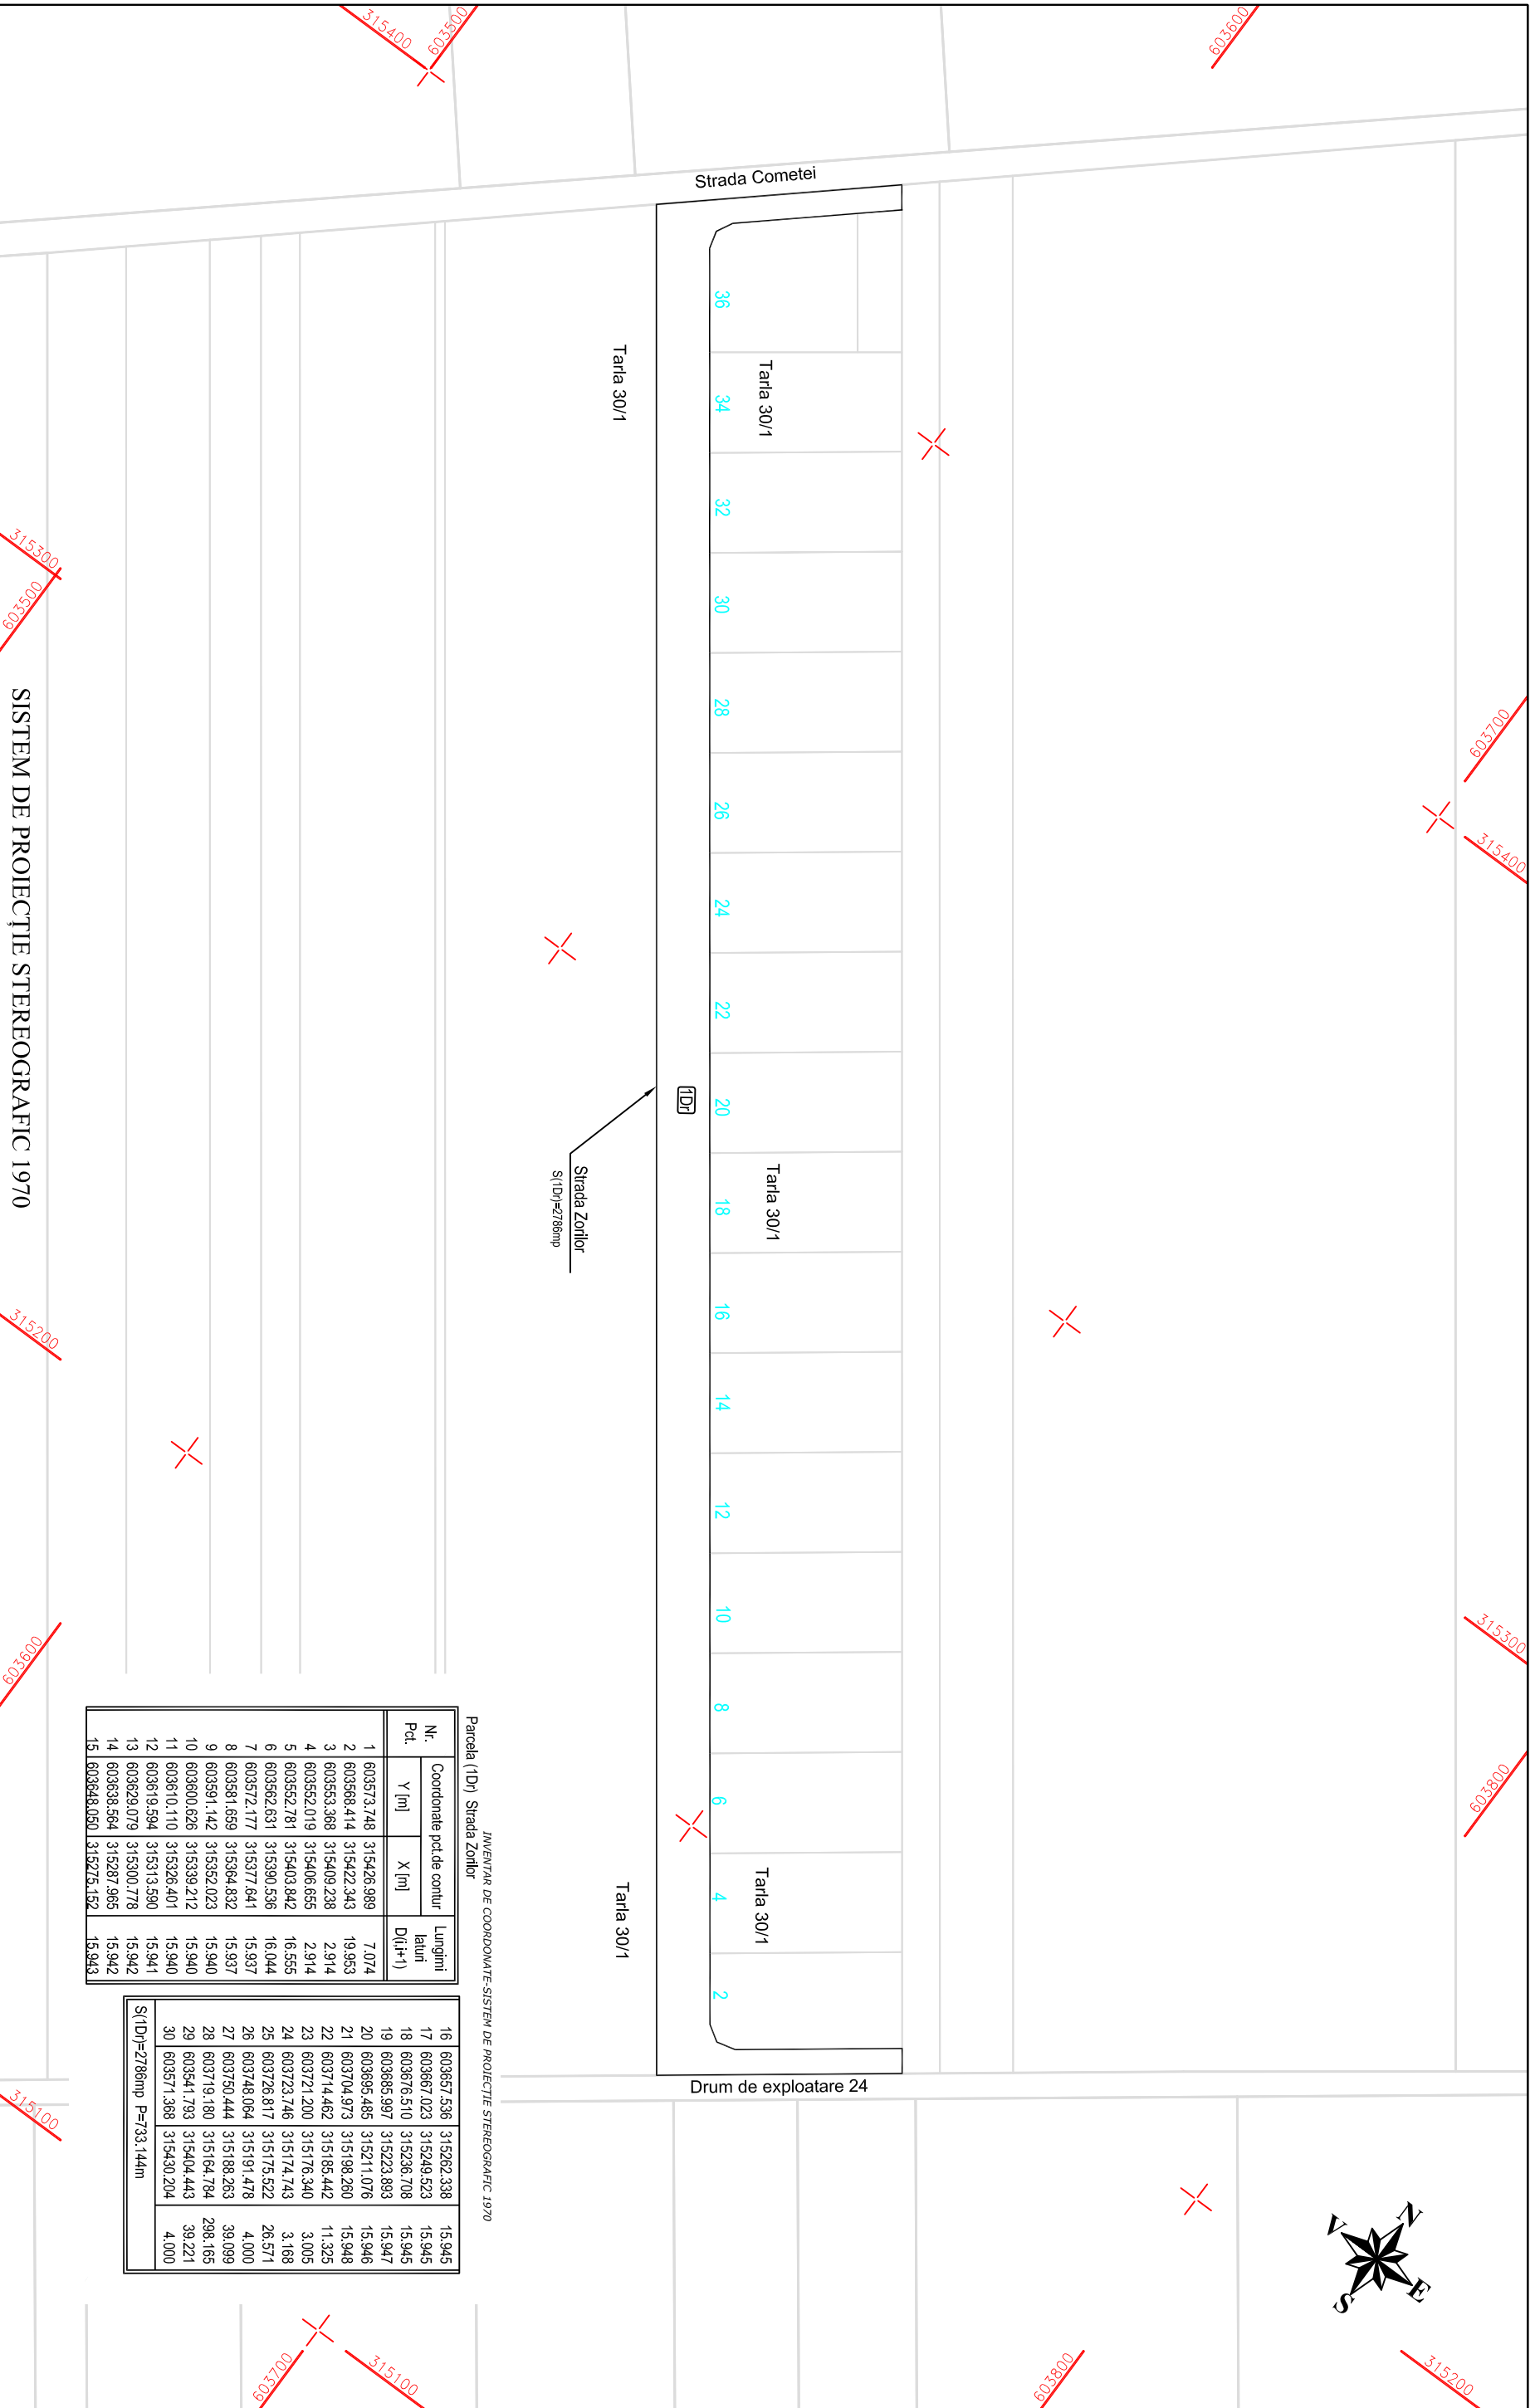 315400
603500
603600
Strada Cometei
36
34
32
30
28
26
24
22
20
18
16
14
12
10
8
6
4
2
Tarla 30/1
Tarla 30/1
Tarla 30/1
Tarla 30/1
Tarla 30/1
1Dr
Strada Zorilor
S(1Dr)=2786mp
Drum de exploatare 24
315300
603500
603700
315400
315200
603600
315300
603800
315100
603700
315100
603800
315200
N
E
S
V
SISTEM DE PROIECȚIE STEREOGRAFIC 1970
INVENTAR DE COORDONATE-SISTEM DE PROIECȚIE STEREOGRAFIC 1970
Parcela (1Dr) Strada Zorilor
Nr. Pct.
Coordonate pct.de contur
Y [m] X [m]
Lungimi laturi D(i,i+1)
1 603573.748 315426.989 7.074
2 603568.414 315422.343 19.953
3 603553.368 315409.238 2.914
4 603552.019 315406.655 2.914
5 603552.781 315403.842 16.555
6 603562.631 315390.536 16.044
7 603572.177 315377.641 15.937
8 603581.659 315364.832 15.937
9 603591.142 315352.023 15.940
10 603600.626 315339.212 15.940
11 603610.110 315326.401 15.940
12 603619.594 315313.590 15.941
13 603629.079 315300.778 15.942
14 603638.564 315287.965 15.942
15 603648.050 315275.152 15.943
16 603657.536 315262.338 15.945
17 603667.023 315249.523 15.945
18 603676.510 315236.708 15.945
19 603685.997 315223.893 15.947
20 603695.485 315211.076 15.946
21 603704.973 315198.260 15.948
22 603714.462 315185.442 11.325
23 603721.200 315176.340 3.005
24 603723.746 315174.743 3.168
25 603726.817 315175.522 26.571
26 603748.064 315191.478 4.000
27 603750.444 315188.263 39.099
28 603719.180 315164.784 298.165
29 603541.793 315404.443 39.221
30 603571.368 315430.204 4.000
S(1Dr)=2786mp P=733.144m